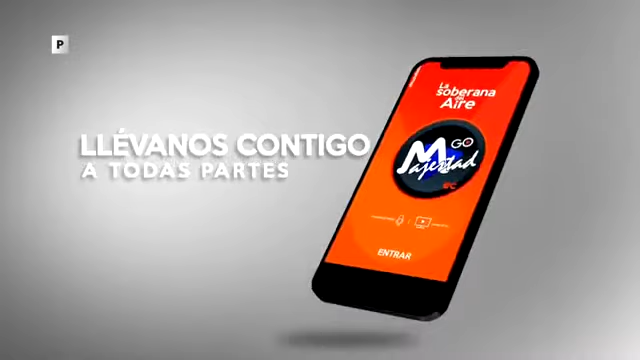 P
LLÉVANOS CONTIGO
A TODAS PARTES
La
soberana
del
Aire
GO
Majestad
ENTRAR